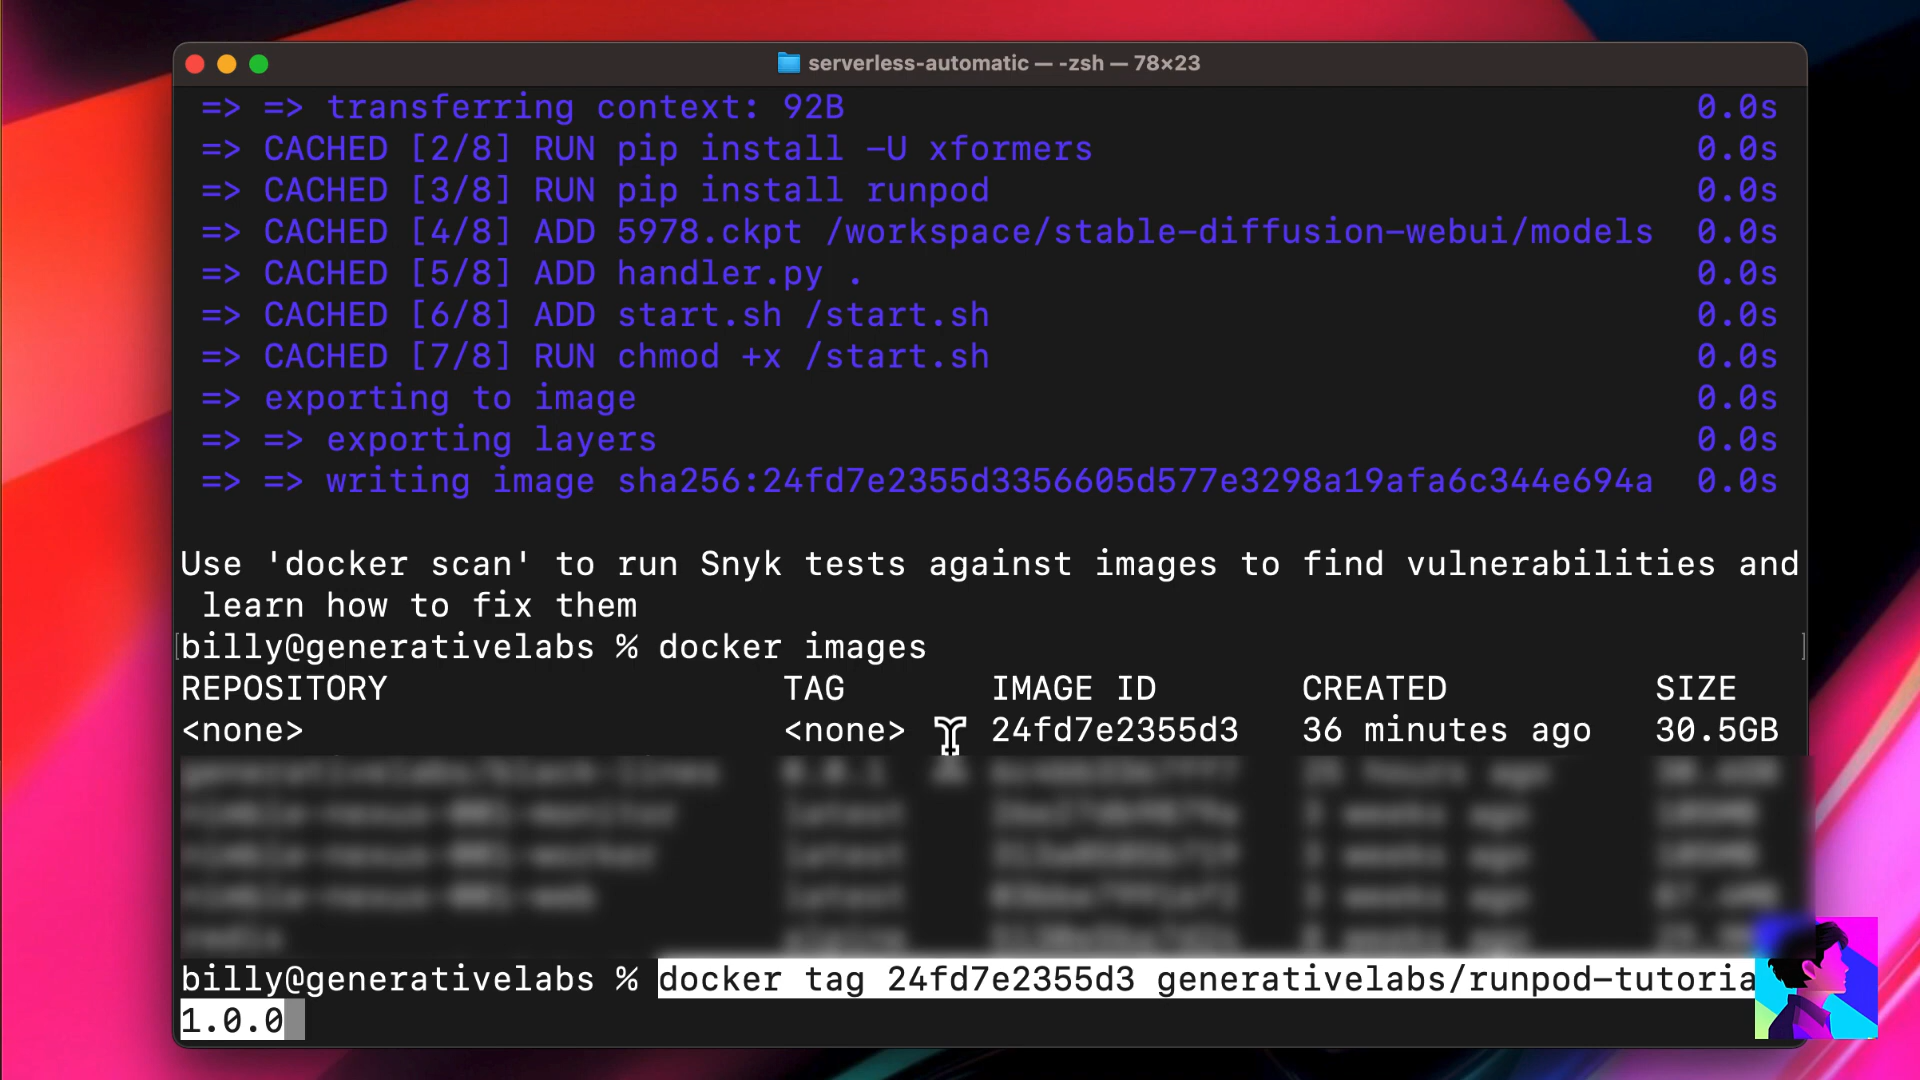 serverless-automatic — -zsh — 78×23
=> => transferring context: 92B 0.0s
=> CACHED [2/8] RUN pip install -U xformers 0.0s
=> CACHED [3/8] RUN pip install runpod 0.0s
=> CACHED [4/8] ADD 5978.ckpt /workspace/stable-diffusion-webui/models 0.0s
=> CACHED [5/8] ADD handler.py . 0.0s
=> CACHED [6/8] ADD start.sh /start.sh 0.0s
=> CACHED [7/8] RUN chmod +x /start.sh 0.0s
=> exporting to image 0.0s
=> => exporting layers 0.0s
=> => writing image sha256:24fd7e2355d3356605d577e3298a19afa6c344e694a 0.0s
Use 'docker scan' to run Snyk tests against images to find vulnerabilities and
learn how to fix them
[billy@generativelabs % docker images ]
REPOSITORY TAG IMAGE ID CREATED SIZE
<none> <none> 24fd7e2355d3 36 minutes ago 30.5GB
billy@generativelabs % docker tag 24fd7e2355d3 generativelabs/runpod-tutoria
1.0.0